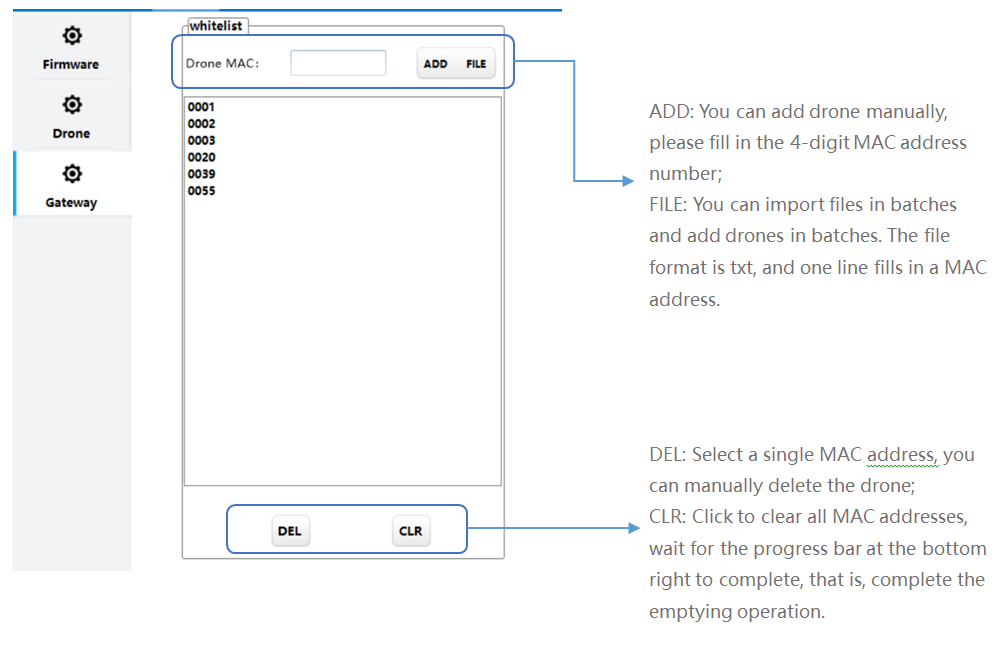 Firmware
Drone
Gateway
whitelist
Drone MAC:
ADD FILE
0001
0002
0003
0020
0039
0055
DEL CLR
ADD: You can add drone manually,
please fill in the 4-digit MAC address
number;
FILE: You can import files in batches
and add drones in batches. The file
format is txt, and one line fills in a MAC
address.
DEL: Select a single MAC address, you
can manually delete the drone;
CLR: Click to clear all MAC addresses,
wait for the progress bar at the bottom
right to complete, that is, complete the
emptying operation.